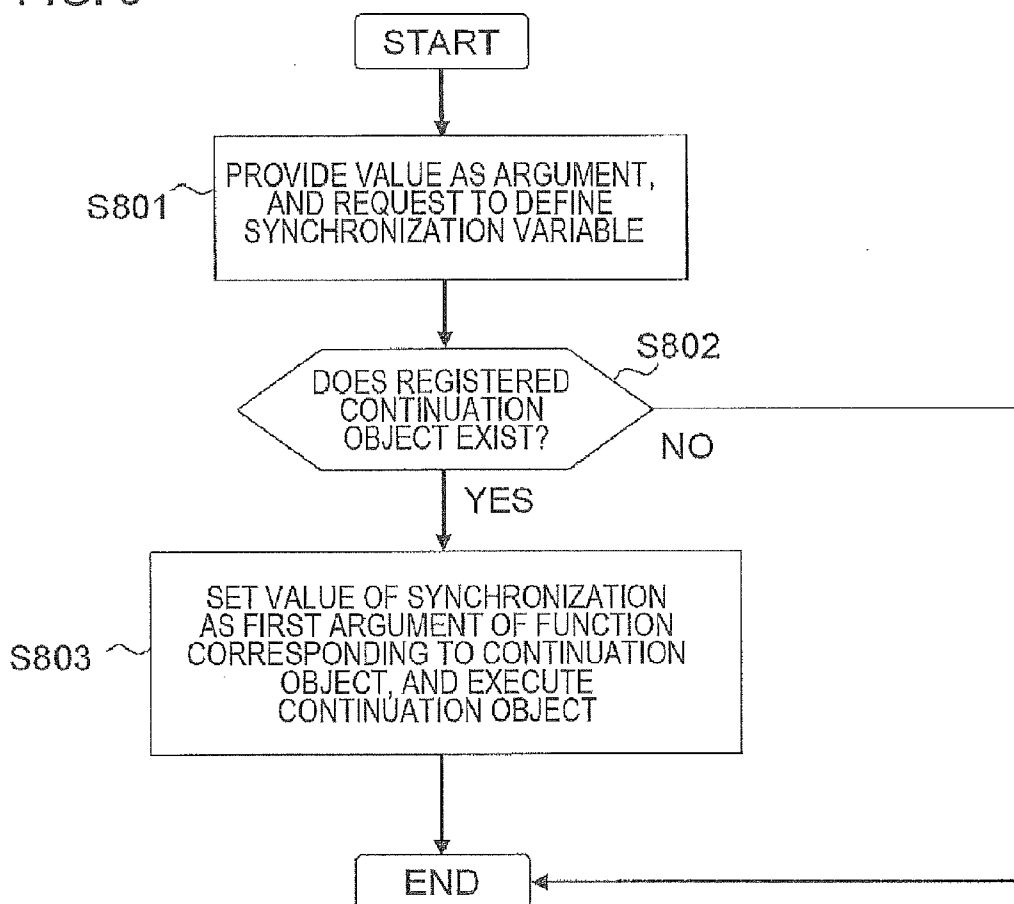 START
S801
PROVIDE VALUE AS ARGUMENT,
AND REQUEST TO DEFINE
SYNCHRONIZATION VARIABLE
S802
DOES REGISTERED
CONTINUATION
OBJECT EXIST?
NO
YES
S803
SET VALUE OF SYNCHRONIZATION
AS FIRST ARGUMENT OF FUNCTION
CORRESPONDING TO CONTINUATION
OBJECT, AND EXECUTE
CONTINUATION OBJECT
END